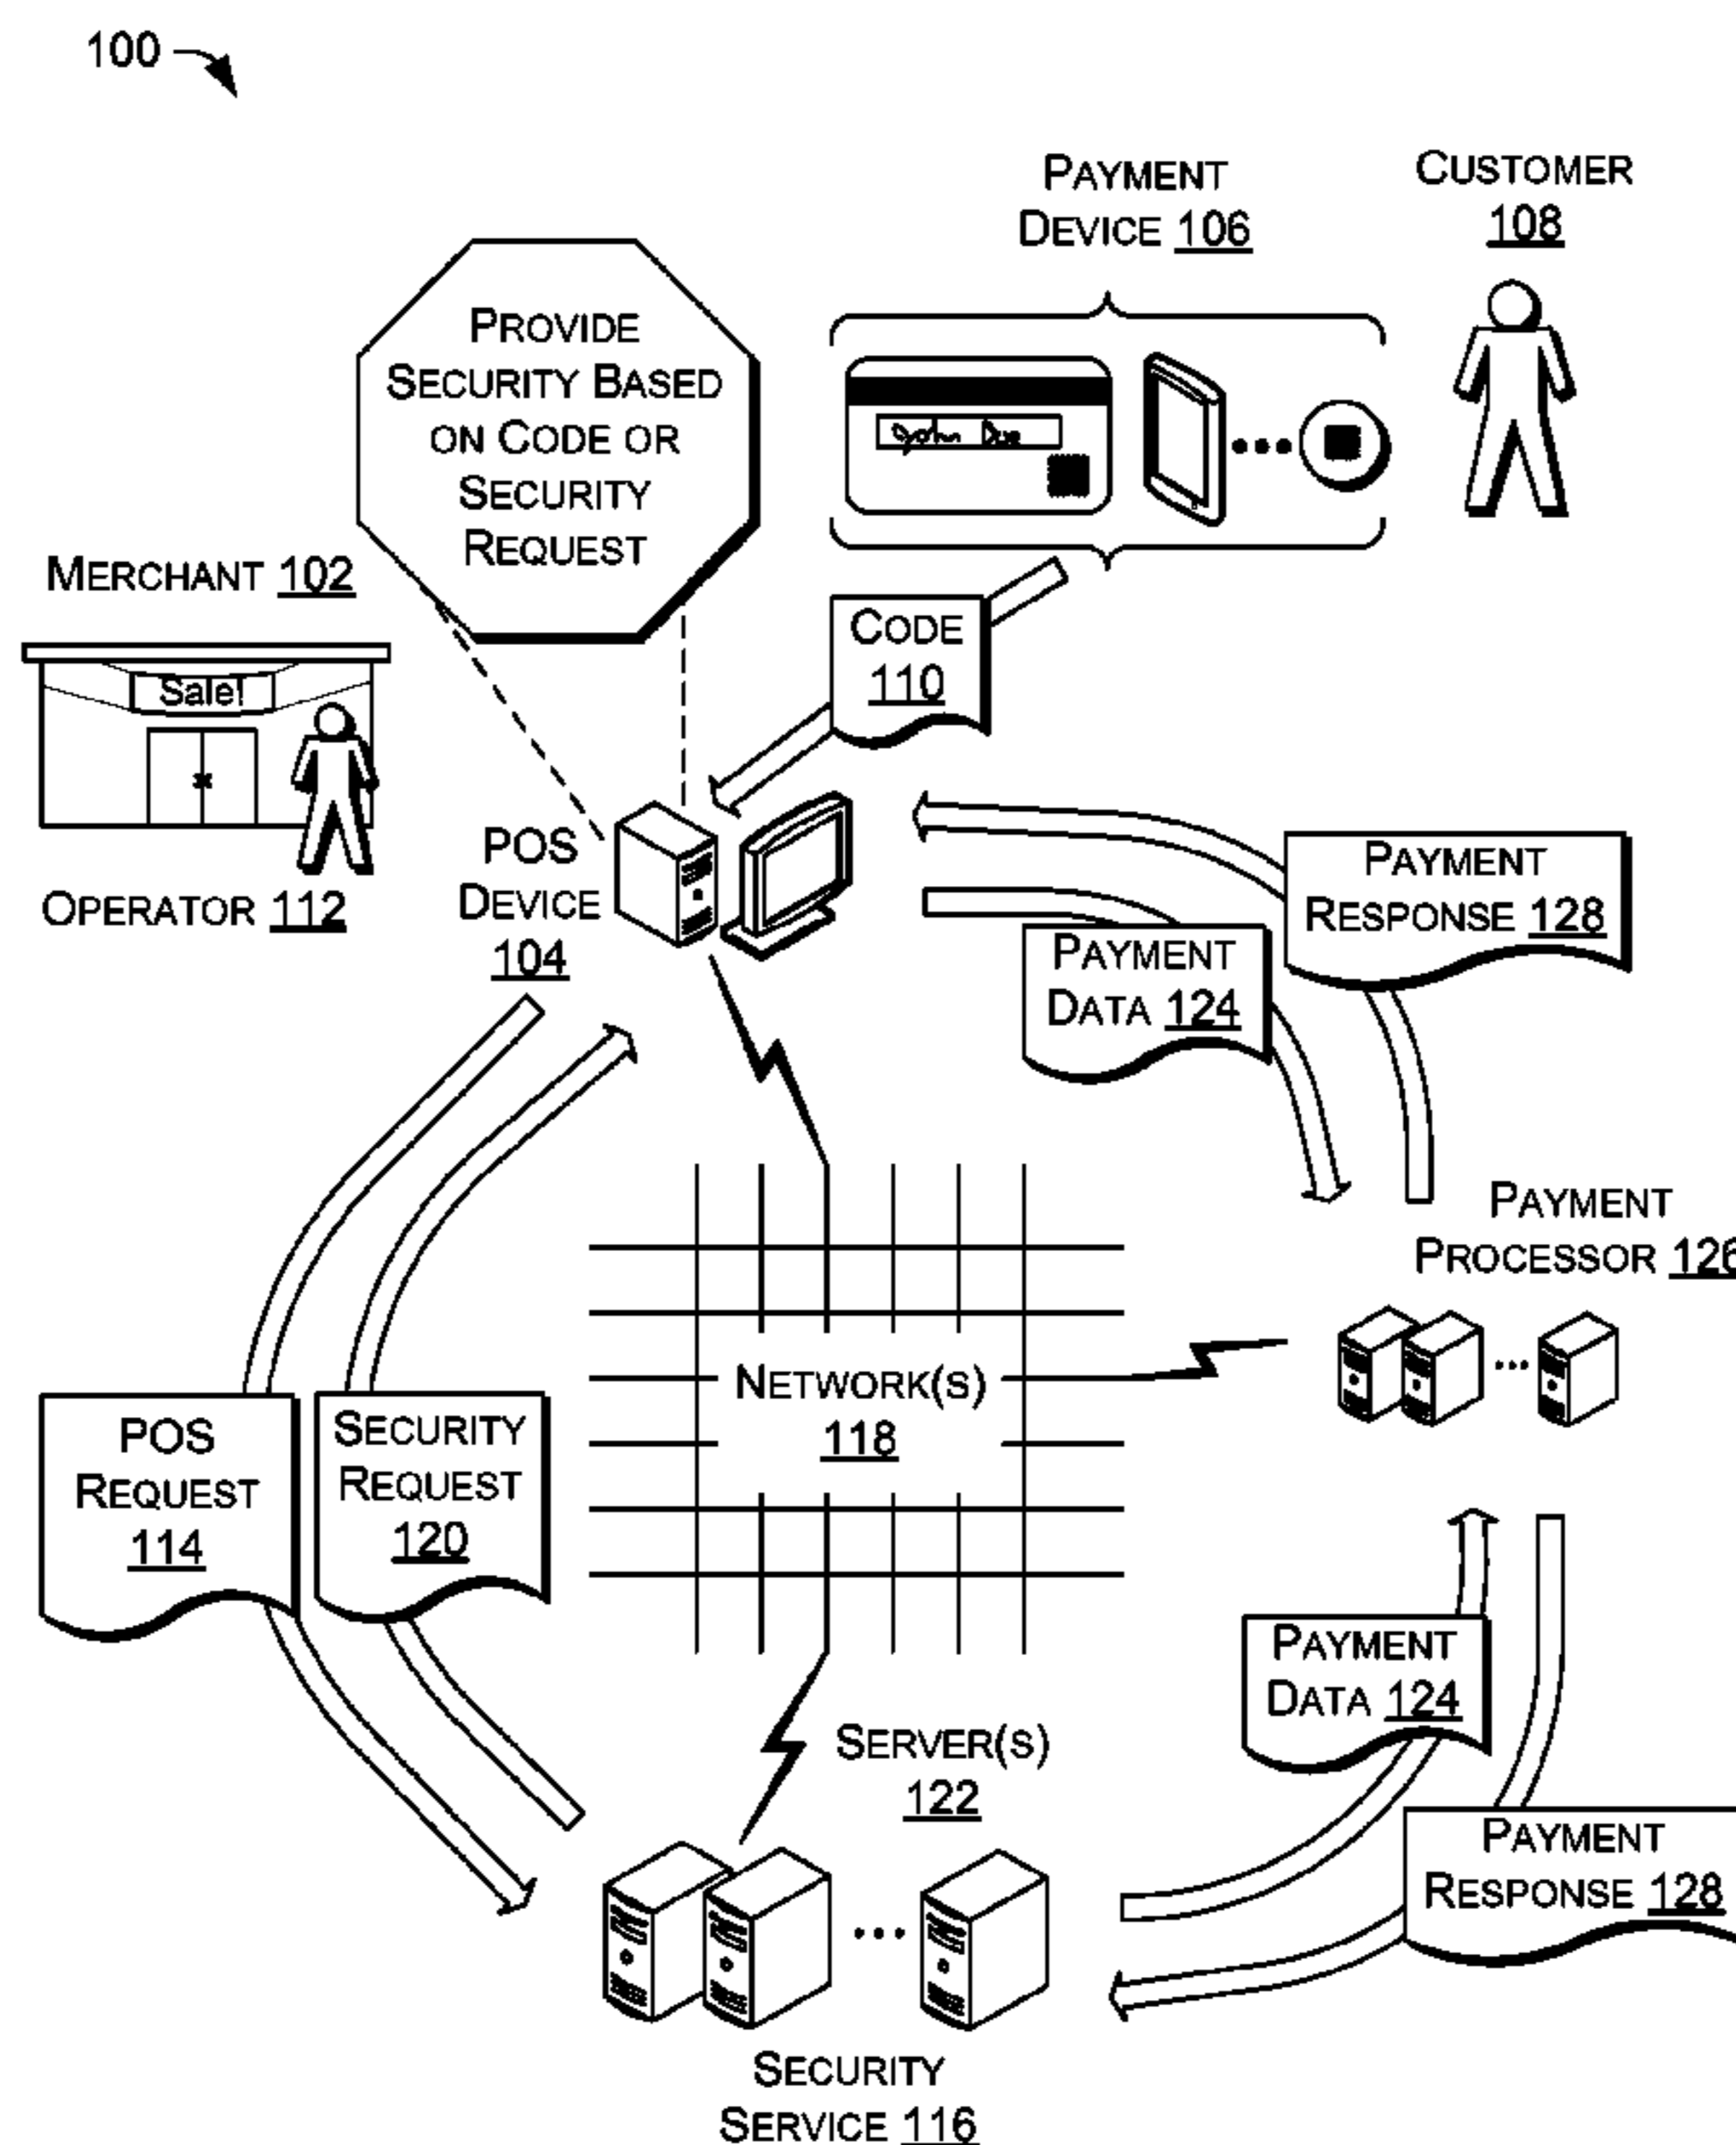 100
PAYMENT
DEVICE 106
CUSTOMER
108
PROVIDE
SECURITY BASED
ON CODE OR
SECURITY
REQUEST
John Due
MERCHANT 102
Sale!
CODE
110
OPERATOR 112
POS
DEVICE
104
PAYMENT
RESPONSE 128
PAYMENT
DATA 124
PAYMENT
PROCESSOR 126
NETWORK(S)
118
POS
REQUEST
114
SECURITY
REQUEST
120
PAYMENT
DATA 124
SERVER(S)
122
PAYMENT
RESPONSE 128
SECURITY
SERVICE 116